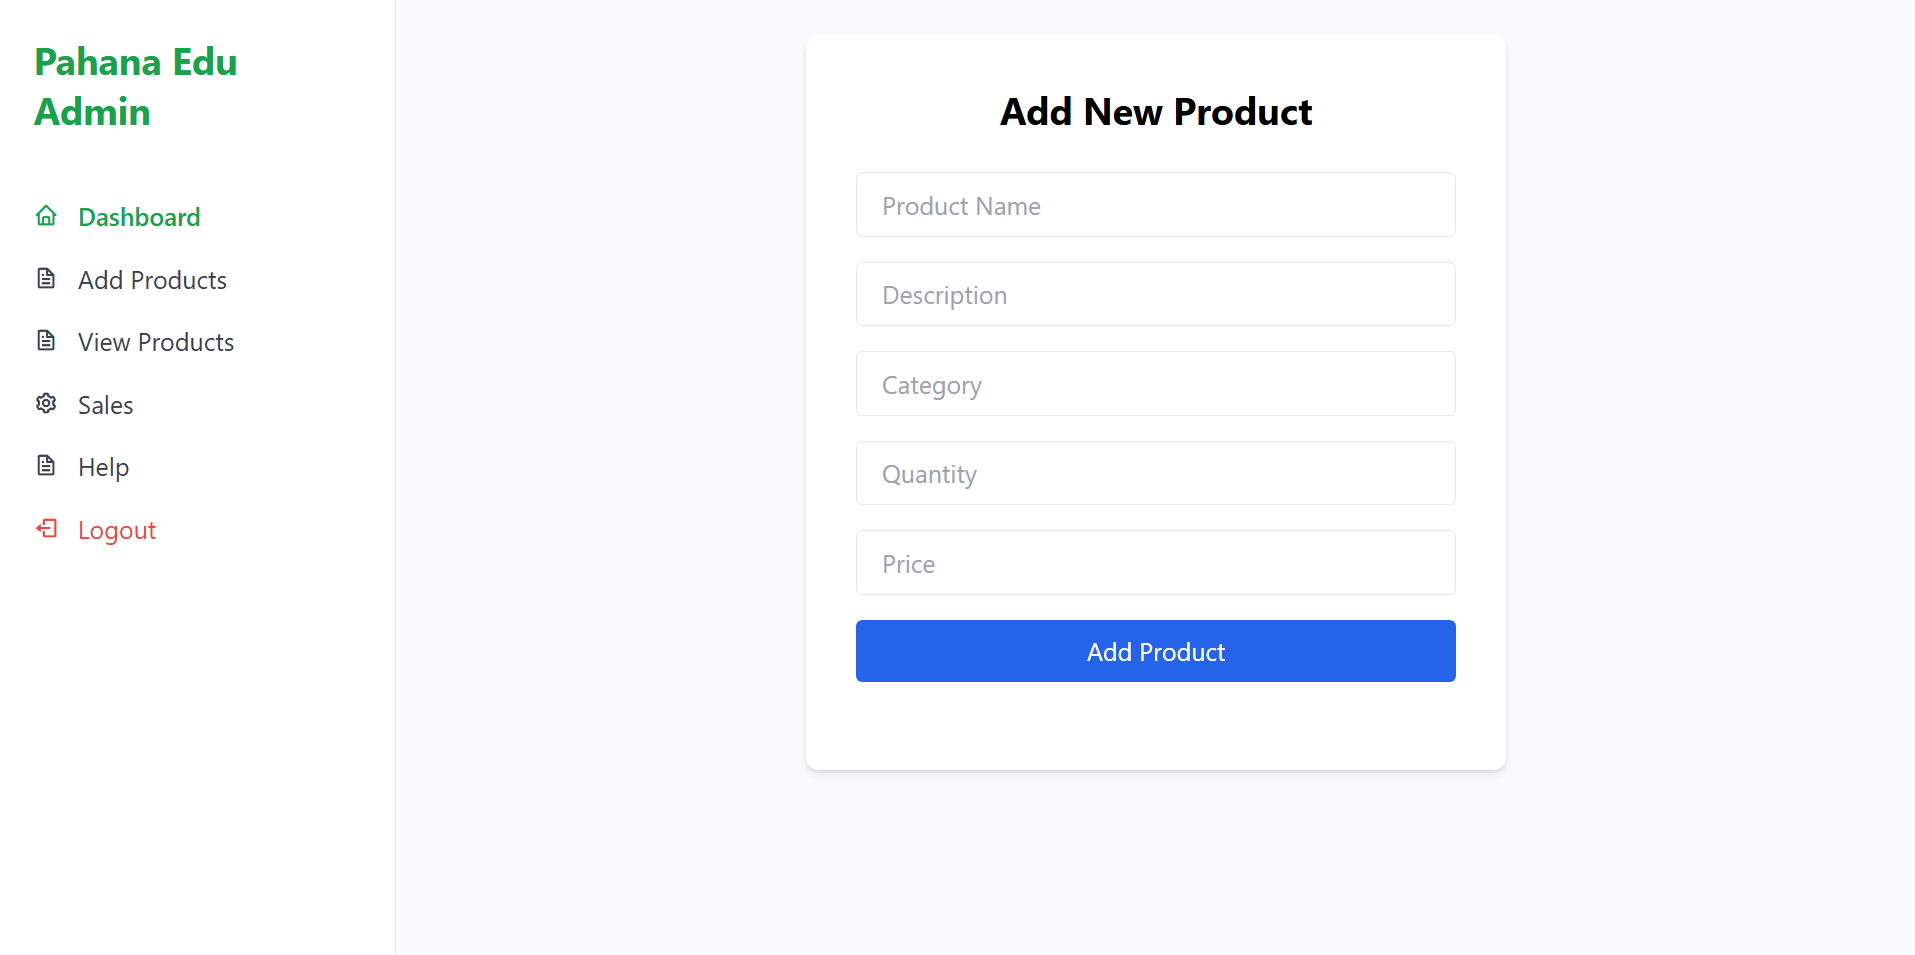 Pahana Edu
Admin
Dashboard
Add Products
View Products
Sales
Help
Logout
Add New Product
Product Name
Description
Category
Quantity
Price
Add Product